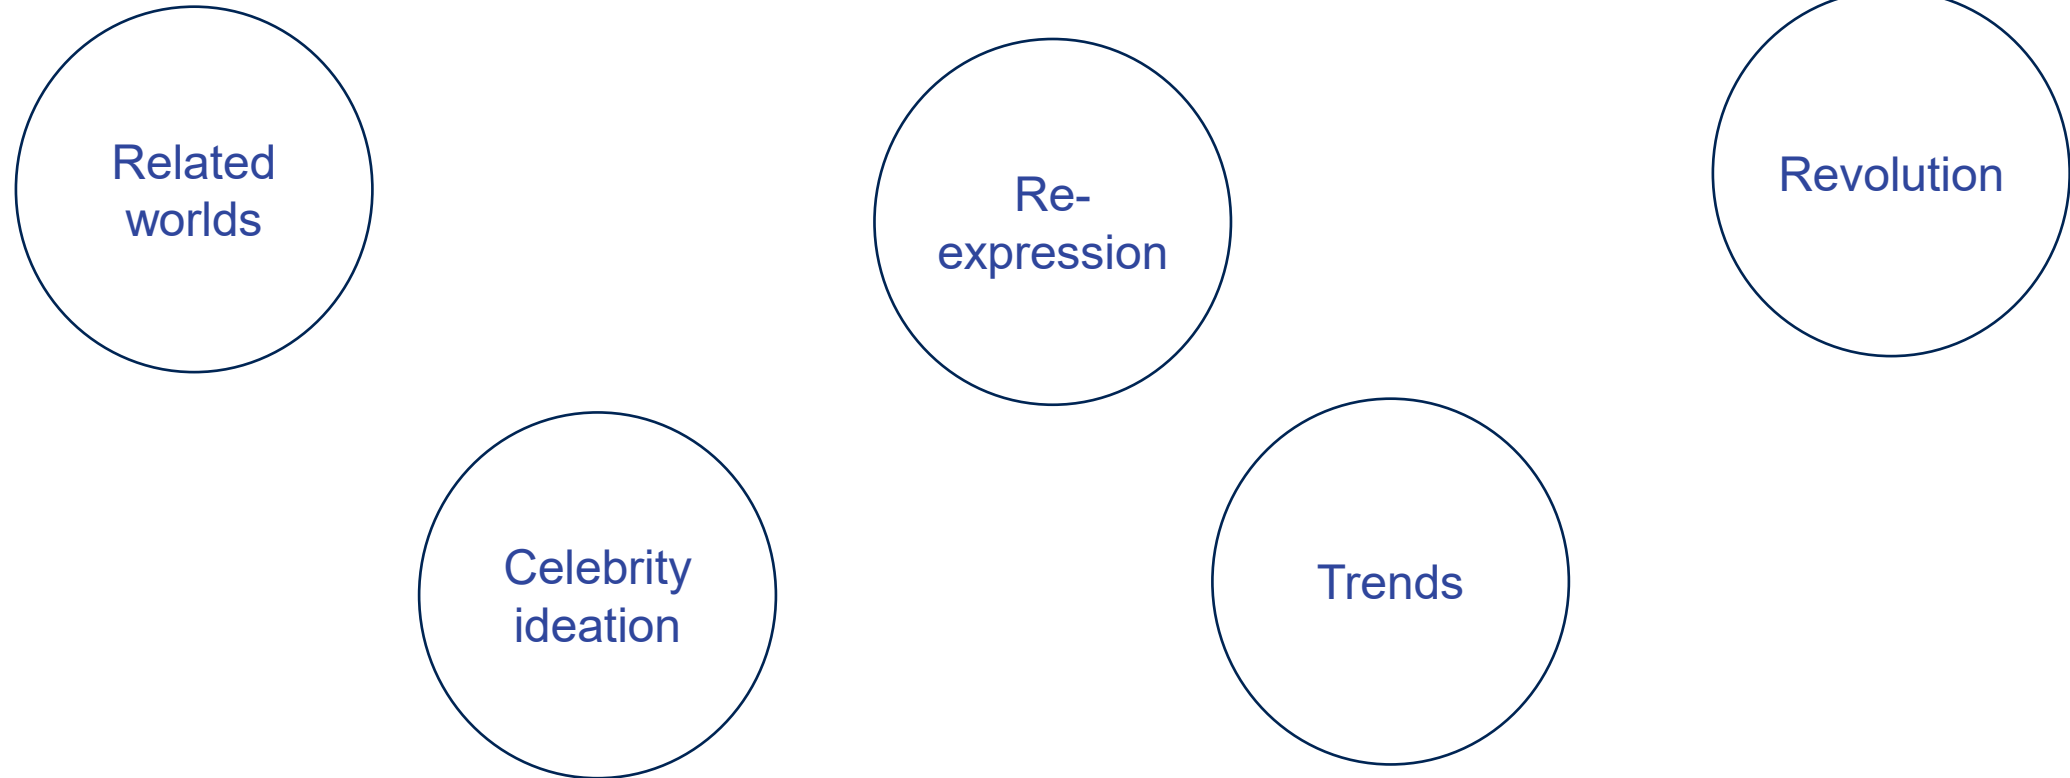 Related
worlds
Re-
expression
Revolution
Celebrity
ideation
Trends